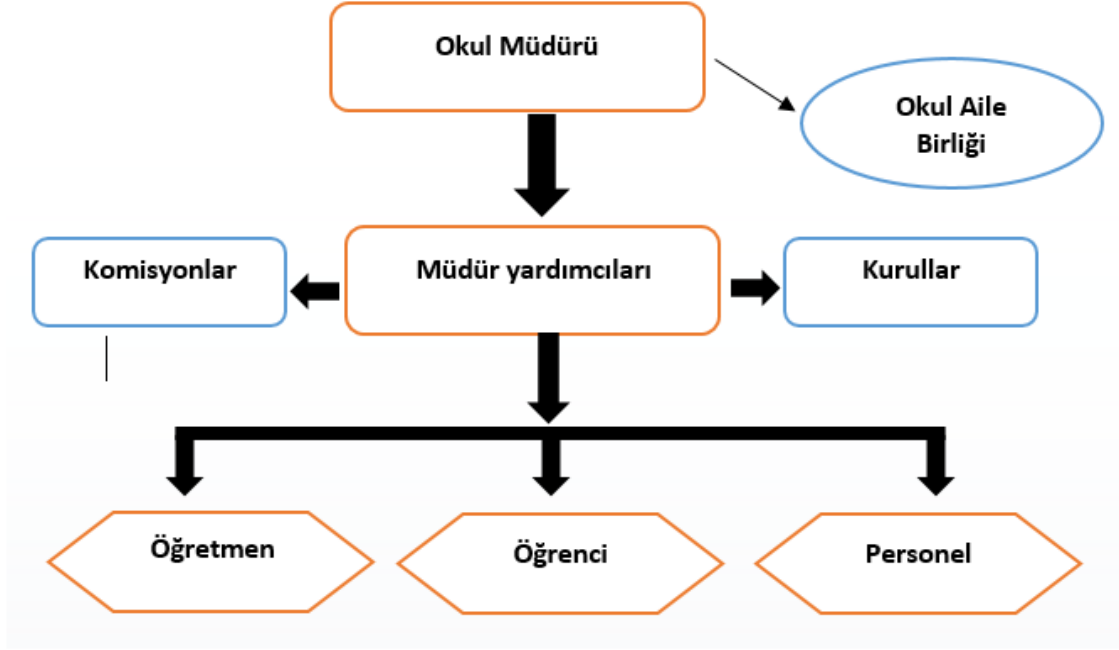 Okul Müdürü
Okul Aile
Birliği
Komisyonlar
Müdür yardımcıları
Kurullar
Öğretmen
Öğrenci
Personel